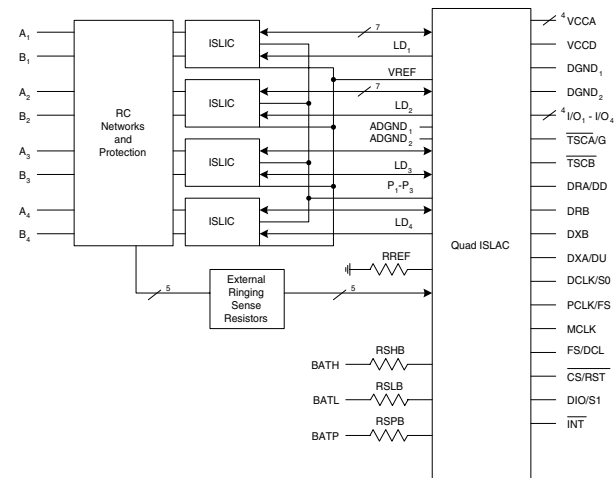 A1
B1
A2
B2
A3
B3
A4
B4
RC
Networks
and
Protection
ISLIC
ISLIC
ISLIC
ISLIC
7
LD1
VREF
7
LD2
ADGND1
ADGND2
LD3
P1-P3
LD4
RREF
5
External
Ringing
Sense
Resistors
5
BATH
RSHB
BATL
RSLB
BATP
RSPB
Quad ISLAC
4
VCCA
VCCD
DGND1
DGND2
4
I/O1 - I/O4
TSCA/G
TSCB
DRA/DD
DRB
DXB
DXA/DU
DCLK/S0
PCLK/FS
MCLK
FS/DCL
CS/RST
DIO/S1
INT